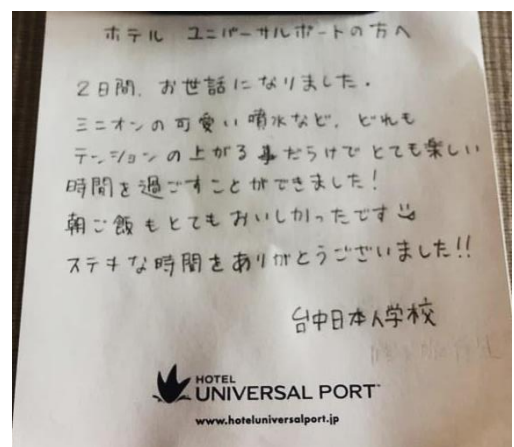 ホテル ユニバーサルポートの方へ
2日間、お世話になりました.
ミニオンの可愛い噴水など、どれも
テンションの上がる事だらけでとても楽しい
時間を過ごすことができました!
朝ご飯もとてもおいしかったです
ステキな時間をありがとうございました!!
台中日本人学校
HOTEL
UNIVERSAL PORT™
www.hoteluniversalport.jp